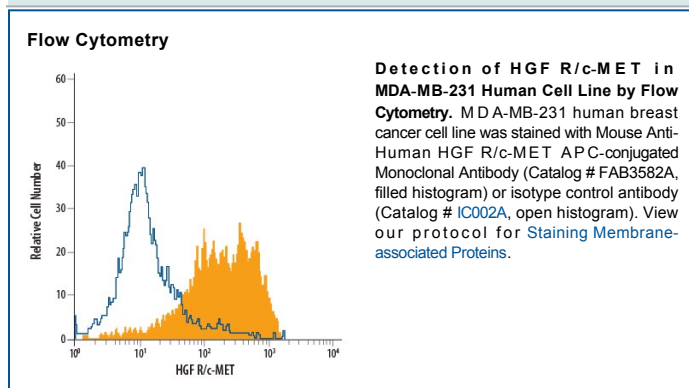 Flow Cytometry
60
50
40
30
20
10
0
Relative Cell Number
10⁰ 10¹ 10² 10³ 10⁴
HGF R/c-MET
Detection of HGF R/c-MET in
MDA-MB-231 Human Cell Line by Flow
Cytometry. MDA-MB-231 human breast
cancer cell line was stained with Mouse Anti-
Human HGF R/c-MET APC-conjugated
Monoclonal Antibody (Catalog # FAB3582A,
filled histogram) or isotype control antibody
(Catalog # IC002A, open histogram). View
our protocol for Staining Membrane-
associated Proteins.